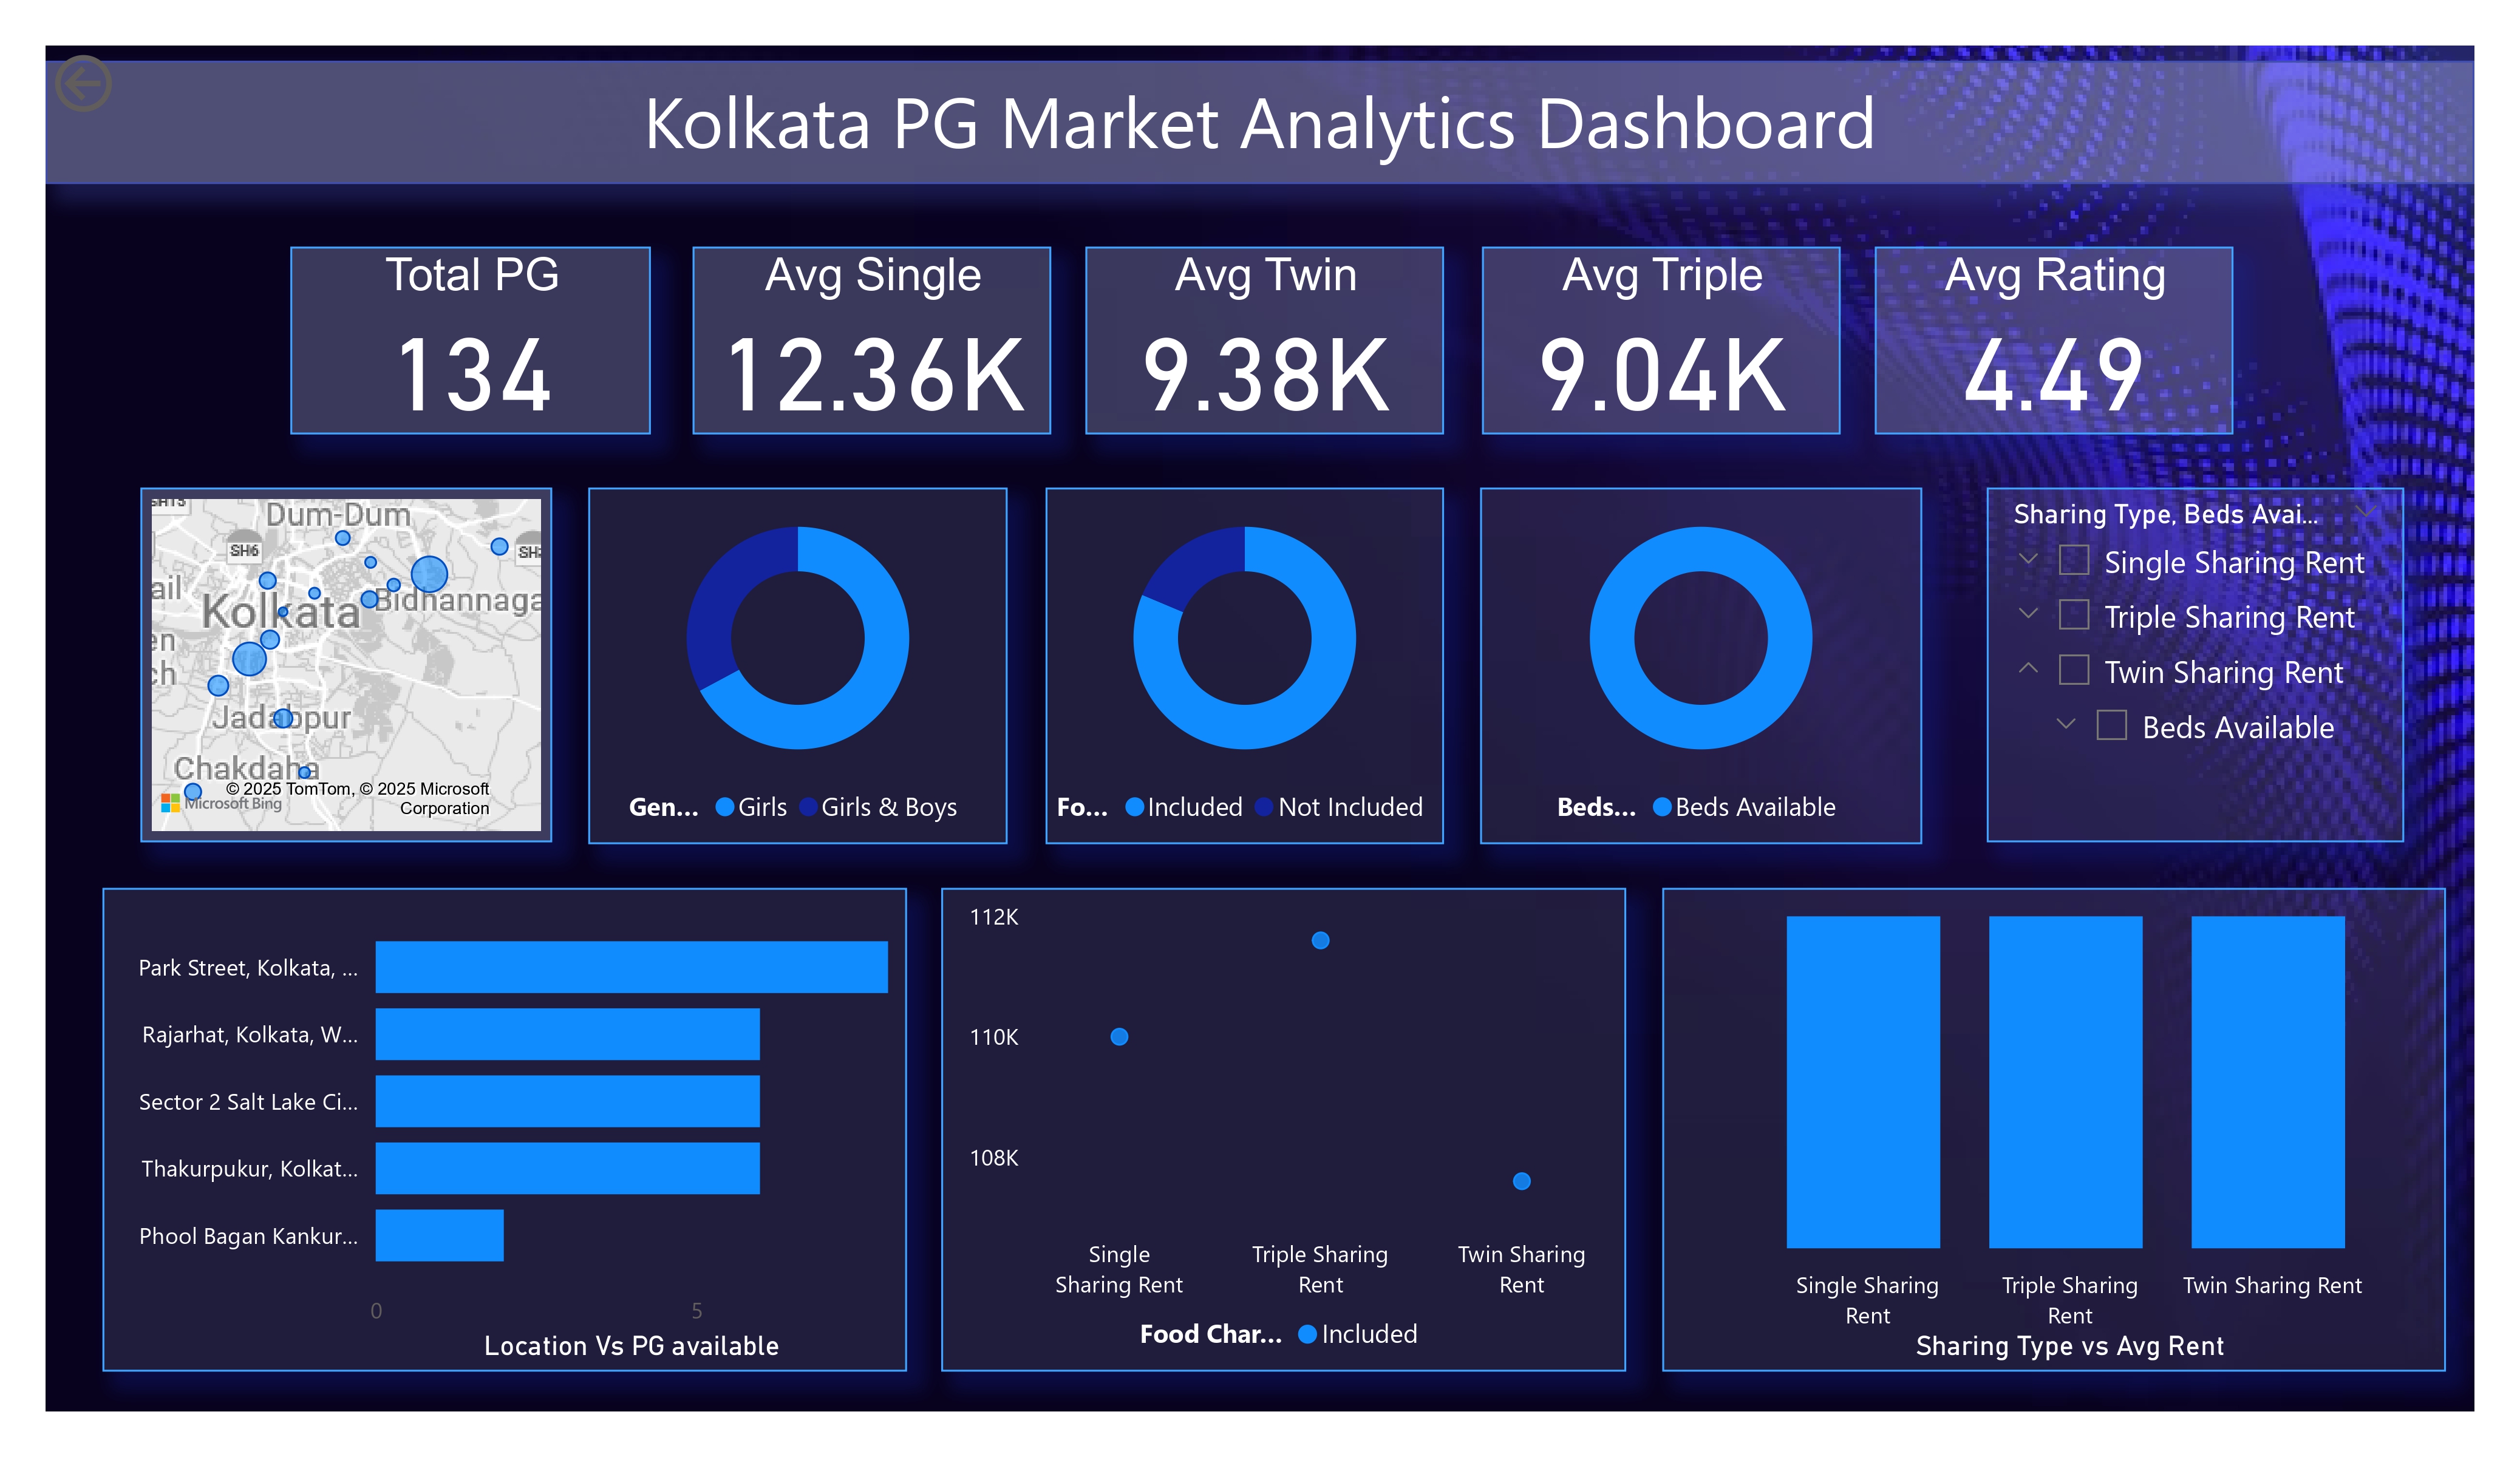 Kolkata PG Market Analytics Dashboard
Total PG
134
Avg Single
12.36K
Avg Twin
9.38K
Avg Triple
9.04K
Avg Rating
4.49
Dum-Dum
SH6
Kolkata
Bidhannaga
Jadabpur
Chakdaha
© 2025 TomTom, © 2025 Microsoft
Corporation
Microsoft Bing
Gen... Girls Girls & Boys
Fo... Included Not Included
Beds... Beds Available
Sharing Type, Beds Avai...
Single Sharing Rent
Triple Sharing Rent
Twin Sharing Rent
Beds Available
Park Street, Kolkata, ...
Rajarhat, Kolkata, W...
Sector 2 Salt Lake Ci...
Thakurpukur, Kolkat...
Phool Bagan Kankur...
0 5
Location Vs PG available
112K
110K
108K
Single
Sharing Rent
Triple Sharing
Rent
Twin Sharing
Rent
Food Char... Included
Single Sharing
Rent
Triple Sharing
Rent
Twin Sharing Rent
Sharing Type vs Avg Rent